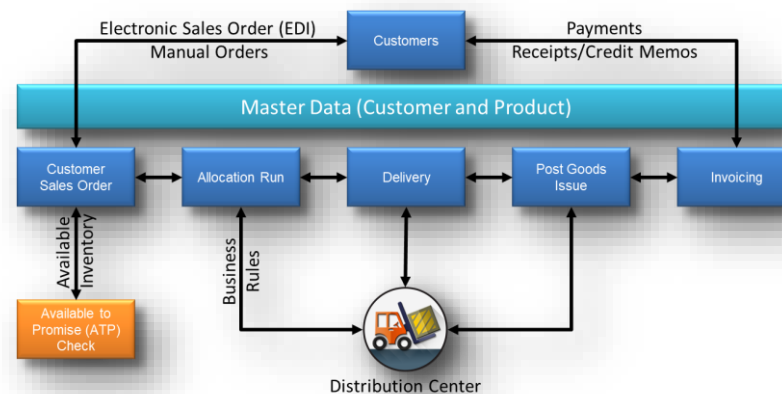 Electronic Sales Order (EDI)
Manual Orders
Customers
Payments
Receipts/Credit Memos
Master Data (Customer and Product)
Customer
Sales Order
Allocation Run
Delivery
Post Goods
Issue
Invoicing
Available
Inventory
Business
Rules
Available to
Promise (ATP)
Check
Distribution Center